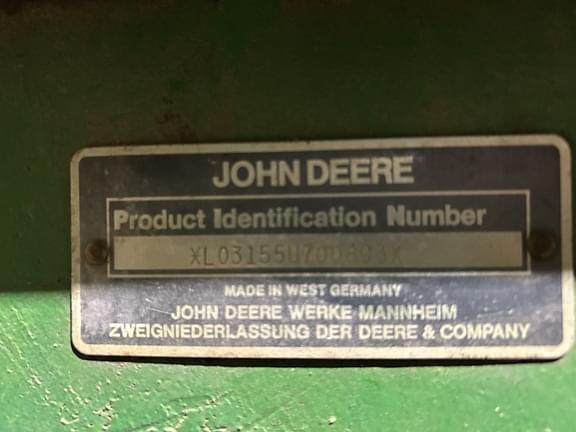 JOHN DEERE
Product Identification Number
MADE IN WEST GERMANY
JOHN DEERE WERKE MANNHEIM
ZWEIGNIEDERLASSUNG DER DEERE & COMPANY